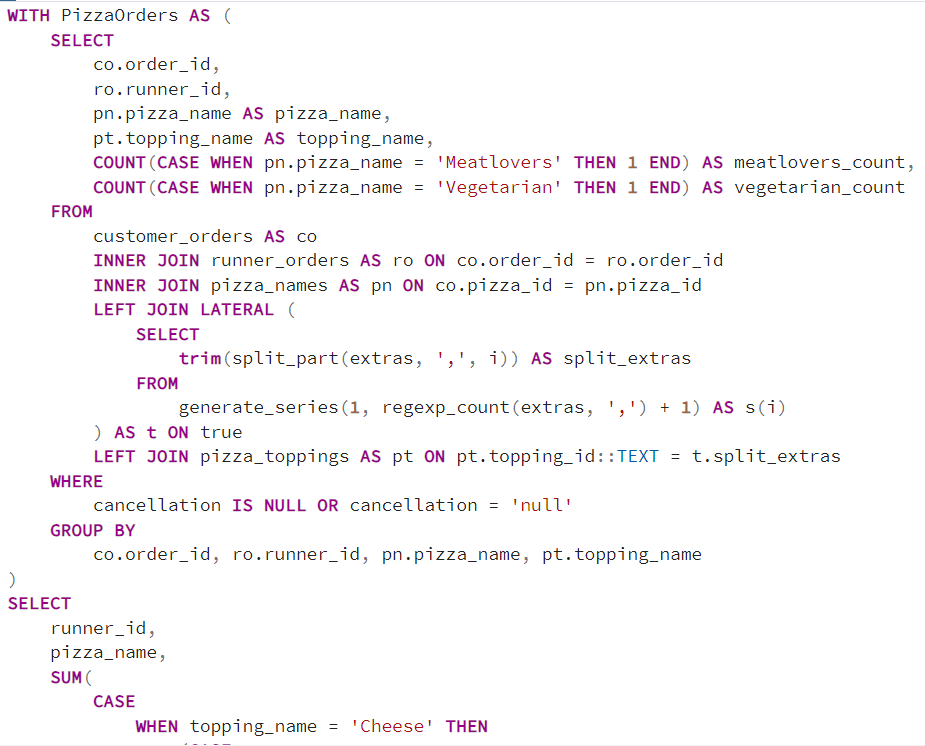 WITH PizzaOrders AS (
    SELECT
        co.order_id,
        ro.runner_id,
        pn.pizza_name AS pizza_name,
        pt.topping_name AS topping_name,
        COUNT(CASE WHEN pn.pizza_name = 'Meatlovers' THEN 1 END) AS meatlovers_count,
        COUNT(CASE WHEN pn.pizza_name = 'Vegetarian' THEN 1 END) AS vegetarian_count
    FROM
        customer_orders AS co
        INNER JOIN runner_orders AS ro ON co.order_id = ro.order_id
        INNER JOIN pizza_names AS pn ON co.pizza_id = pn.pizza_id
        LEFT JOIN LATERAL (
            SELECT
                trim(split_part(extras, ',', i)) AS split_extras
            FROM
                generate_series(1, regexp_count(extras, ',') + 1) AS s(i)
        ) AS t ON true
        LEFT JOIN pizza_toppings AS pt ON pt.topping_id::TEXT = t.split_extras
    WHERE
        cancellation IS NULL OR cancellation = 'null'
    GROUP BY
        co.order_id, ro.runner_id, pn.pizza_name, pt.topping_name
)
SELECT
    runner_id,
    pizza_name,
    SUM(
        CASE
            WHEN topping_name = 'Cheese' THEN